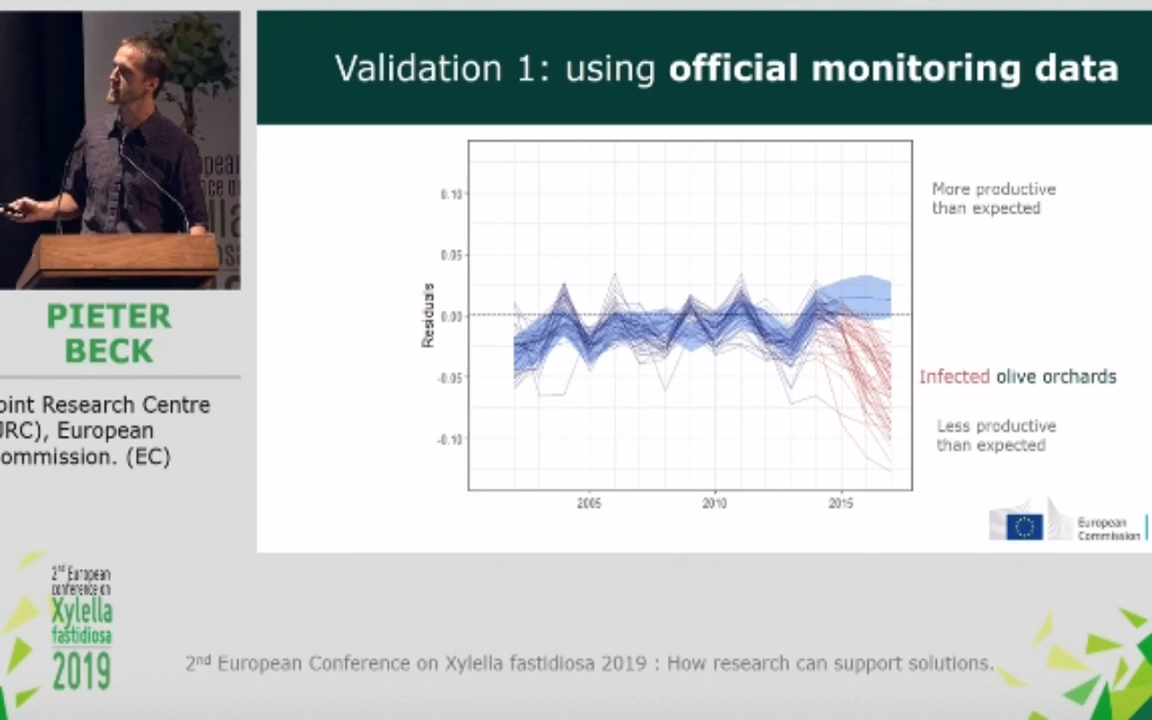 Validation 1: using official monitoring data
More productive
than expected
0.10
0.05
0.00
-0.05
-0.10
Residuals
2005
2010
2015
Infected olive orchards
Less productive
than expected
European
Commission
PIETER
BECK
oint Research Centre
JRC), European
ommission. (EC)
2nd European
conference on
Xylella
fastidiosa
2019
2nd European Conference on Xylella fastidiosa 2019 : How research can support solutions.